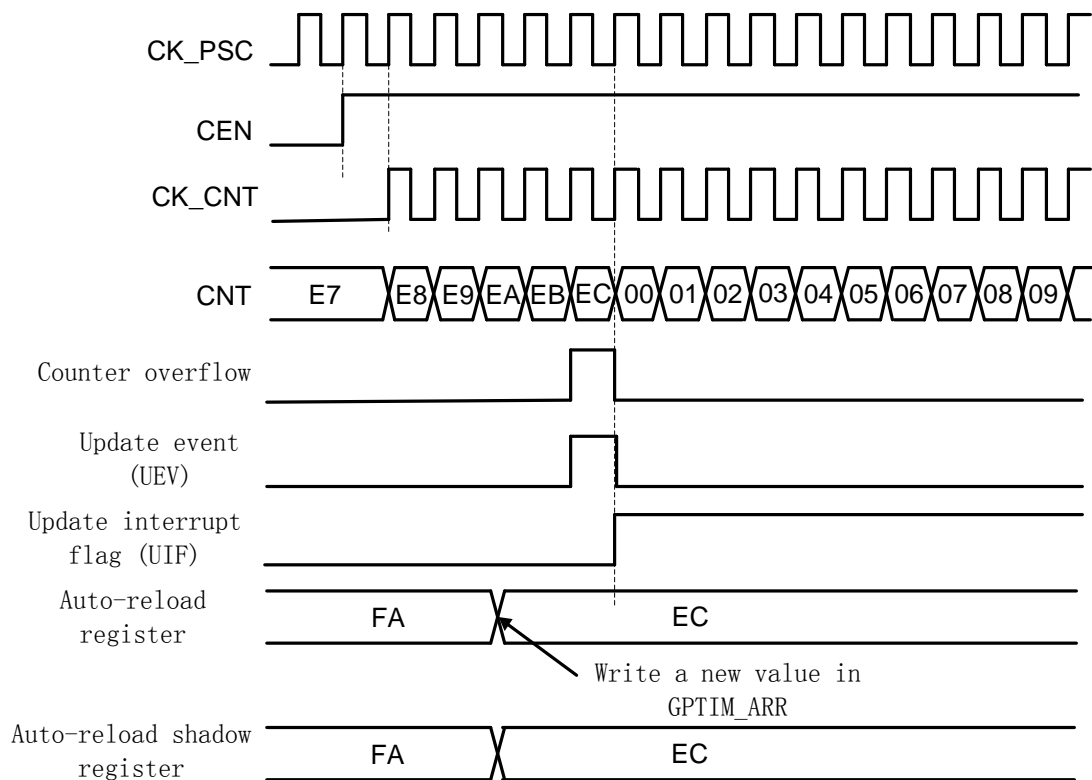 CK_PSC
CEN
CK_CNT
CNT E7 E8 E9 EA EB EC 00 01 02 03 04 05 06 07 08 09
Counter overflow
Update event
(UEV)
Update interrupt
flag (UIF)
Auto-reload
register
FA EC
Write a new value in
GPTIM_ARR
Auto-reload shadow
register
FA EC